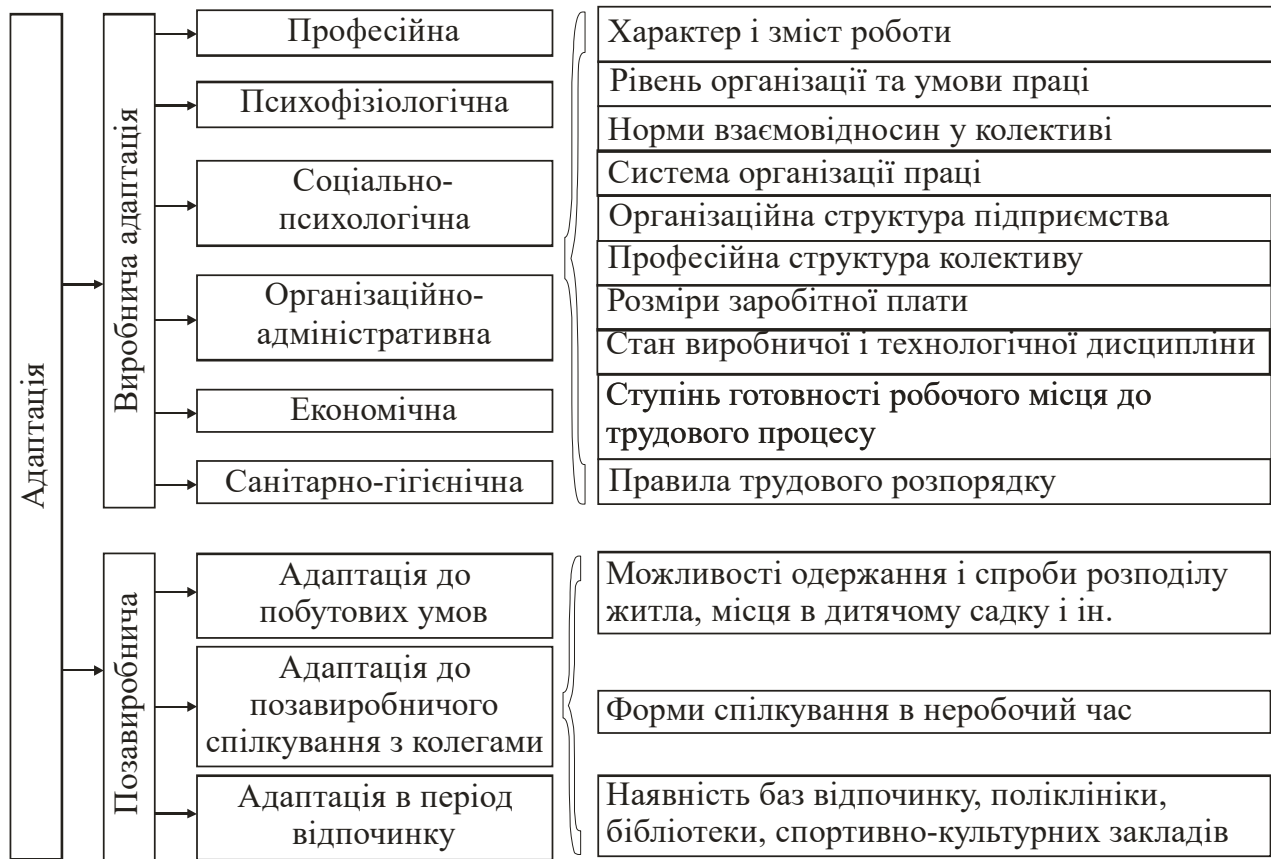 Адаптація
Виробнича адаптація
Професійна
Психофізіологічна
Соціально-
психологічна
Організаційно-
адміністративна
Економічна
Санітарно-гігієнічна
Характер і зміст роботи
Рівень організації та умови праці
Норми взаємовідносин у колективі
Система організації праці
Організаційна структура підприємства
Професійна структура колективу
Розміри заробітної плати
Стан виробничої і технологічної дисципліни
Ступінь готовності робочого місця до
трудового процесу
Правила трудового розпорядку
Позавиробнича
Адаптація до
побутових умов
Адаптація до
позавиробничого
спілкування з колегами
Адаптація в період
відпочинку
Можливості одержання і спроби розподілу
житла, місця в дитячому садку і ін.
Форми спілкування в неробочий час
Наявність баз відпочинку, поліклініки,
бібліотеки, спортивно-культурних закладів